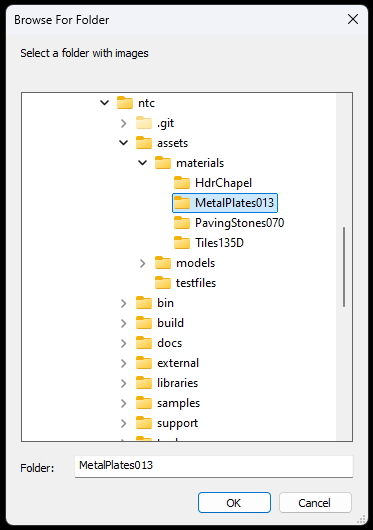 Browse For Folder
Select a folder with images
ntc
.git
assets
materials
HdrChapel
MetalPlates013
PavingStones070
Tiles135D
models
testfiles
bin
build
docs
external
libraries
samples
support
Folder: MetalPlates013
OK Cancel